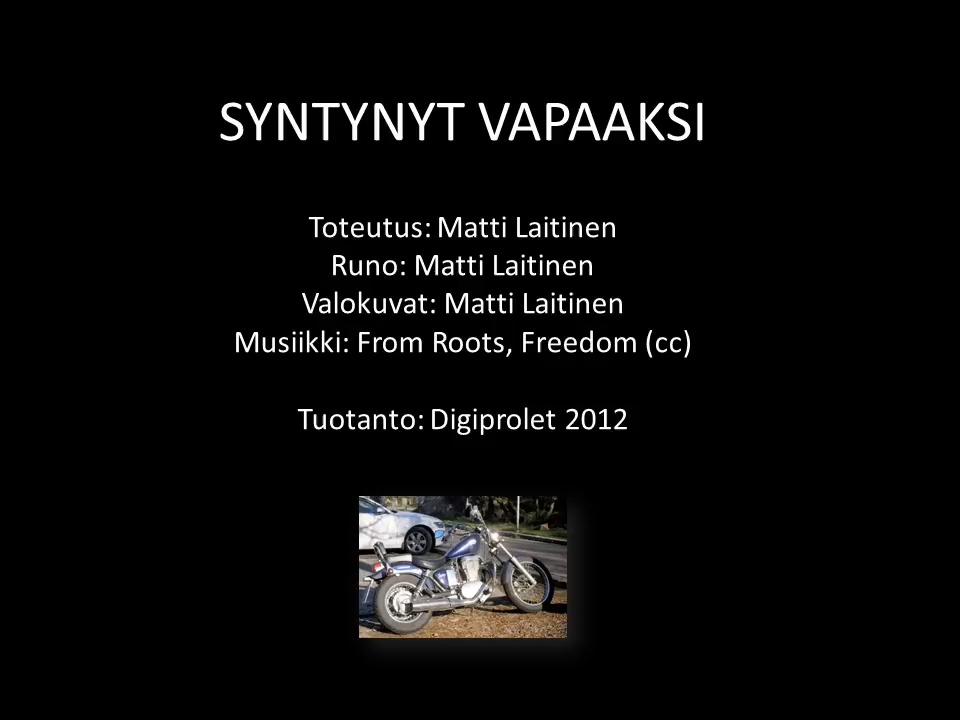 SYNTYNYT VAPAAKSI
Toteutus: Matti Laitinen
Runo: Matti Laitinen
Valokuvat: Matti Laitinen
Musiikki: From Roots, Freedom (cc)
Tuotanto: Digiprolet 2012